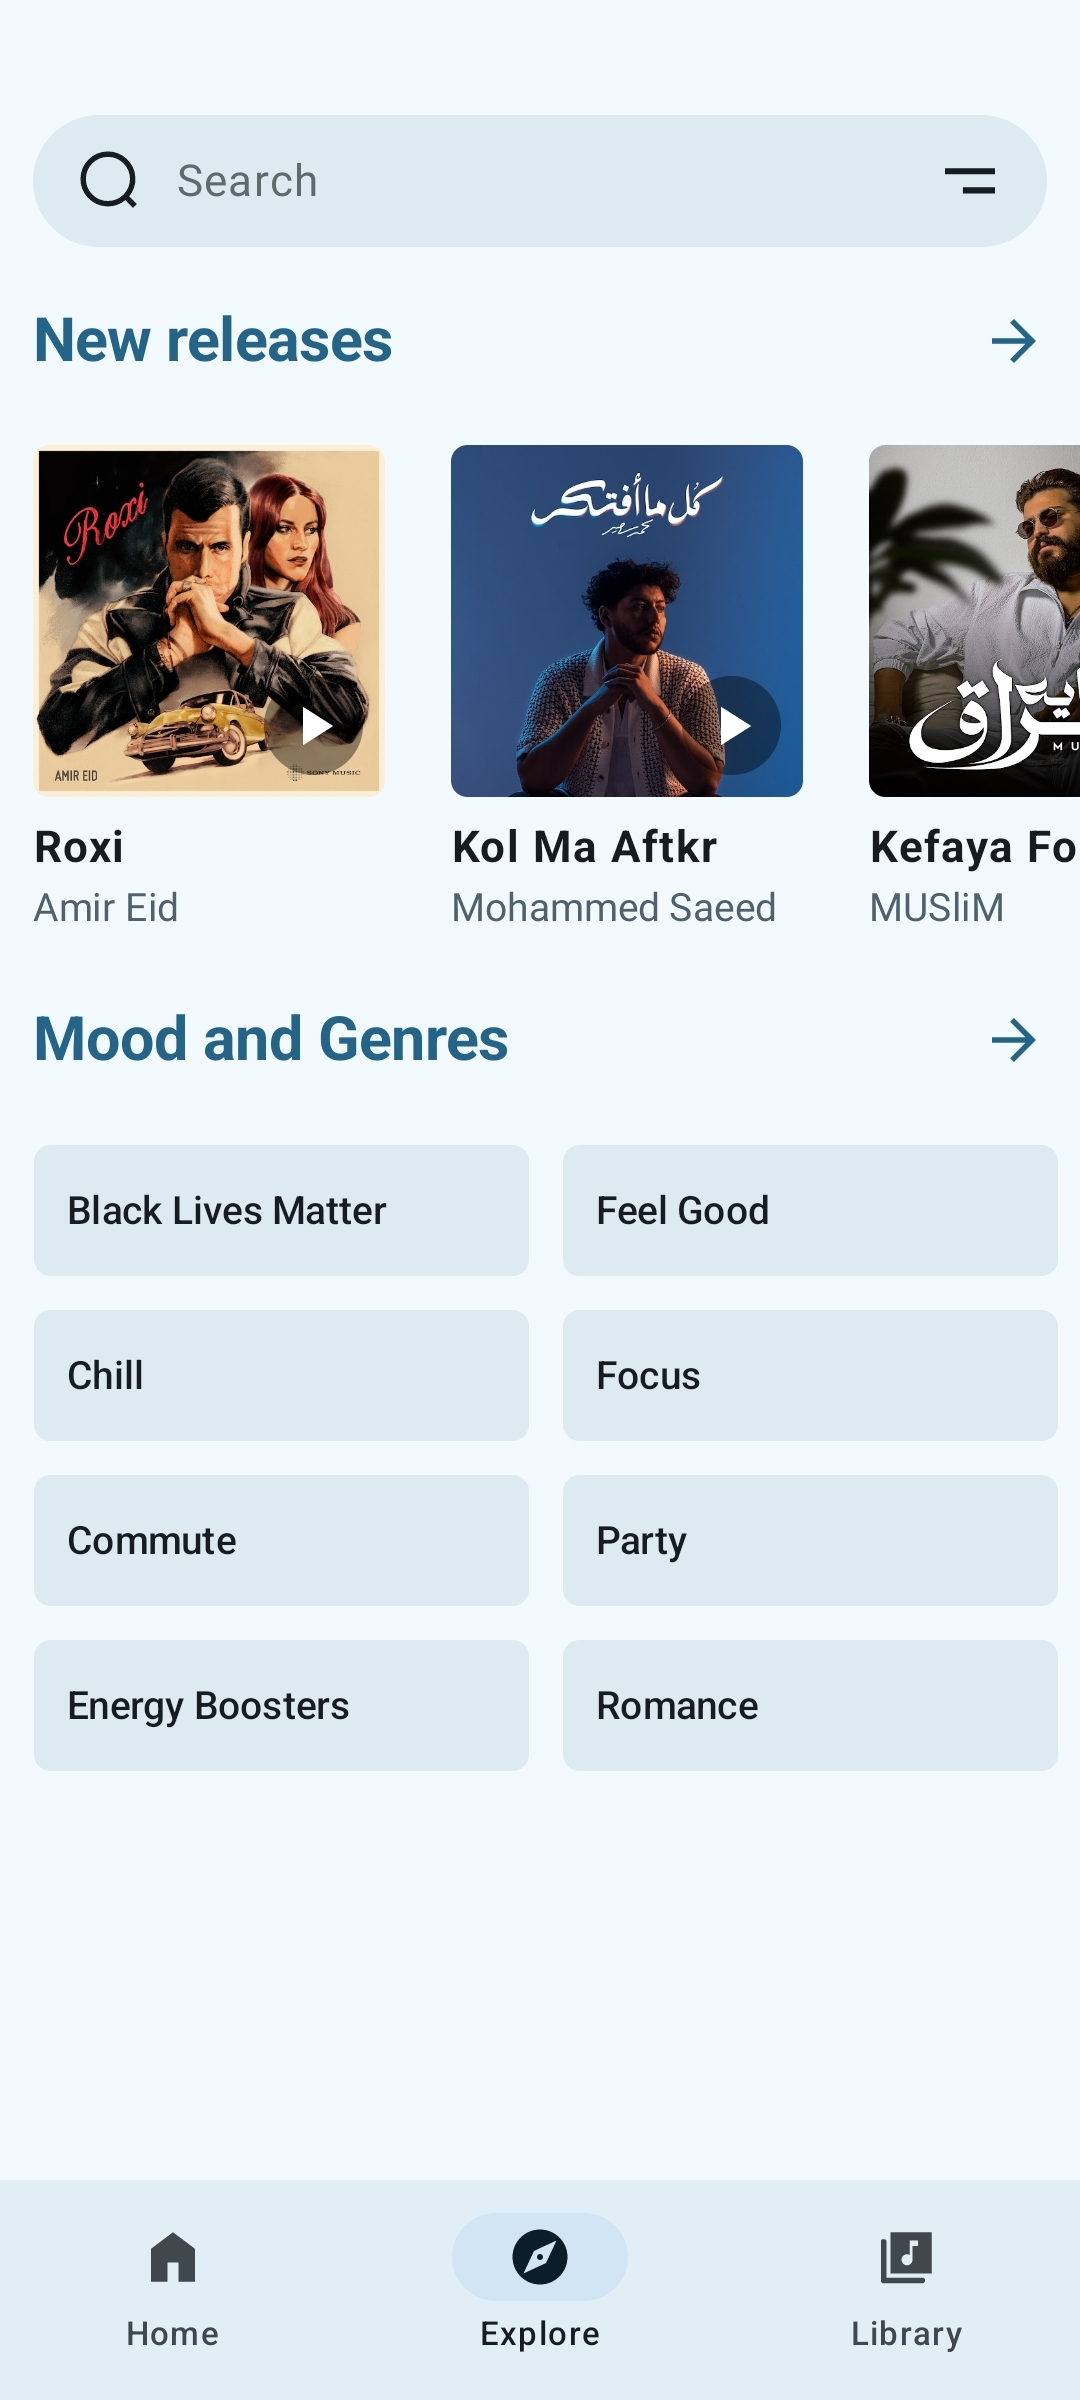 Search
New releases
Roxi
AMIR EID
SONY MUSIC
كل ما أفتكر
محمد سعيد
Roxi
Amir Eid
Kol Ma Aftkr
Mohammed Saeed
Kefaya Fo
MUSliM
Mood and Genres
Black Lives Matter
Feel Good
Chill
Focus
Commute
Party
Energy Boosters
Romance
Home
Explore
Library